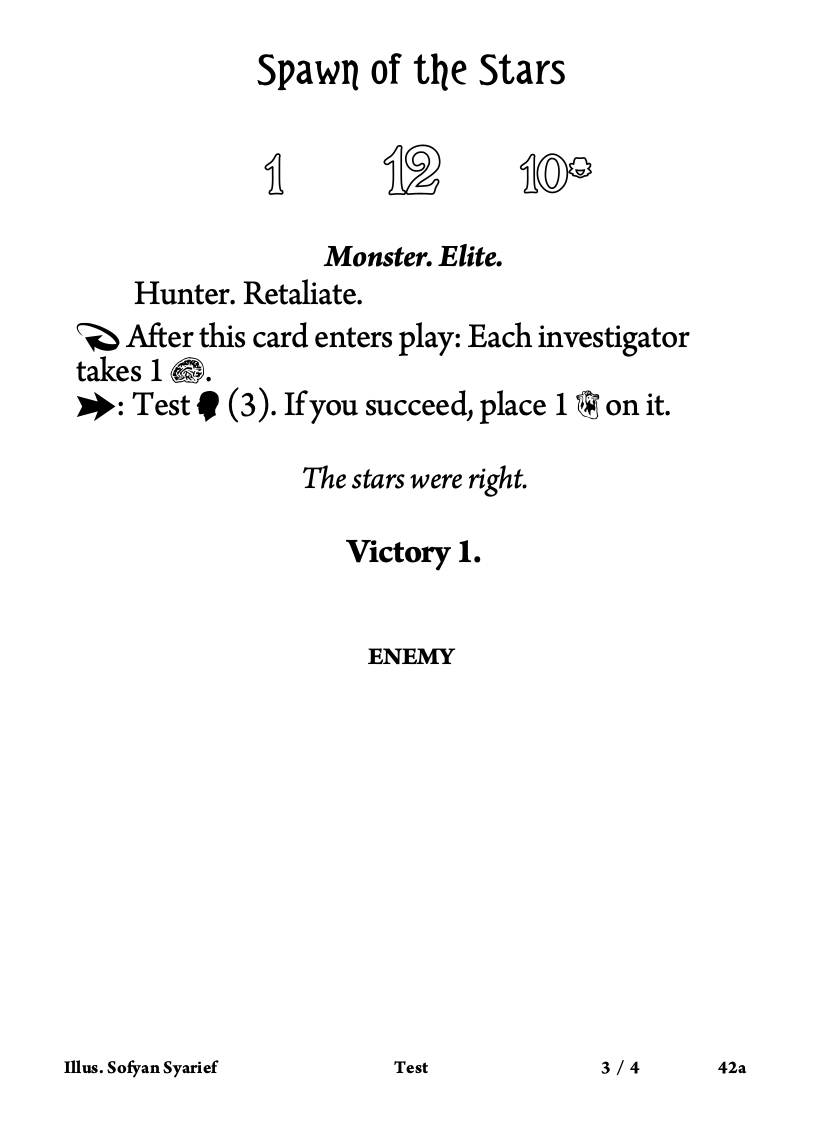 Spawn of the Stars
1 12 10
Monster. Elite.
Hunter. Retaliate.
After this card enters play: Each investigator
takes 1 .
: Test (3). If you succeed, place 1 on it.
The stars were right.
Victory 1.
ENEMY
Illus. Sofyan Syarief Test 3 / 4 42a